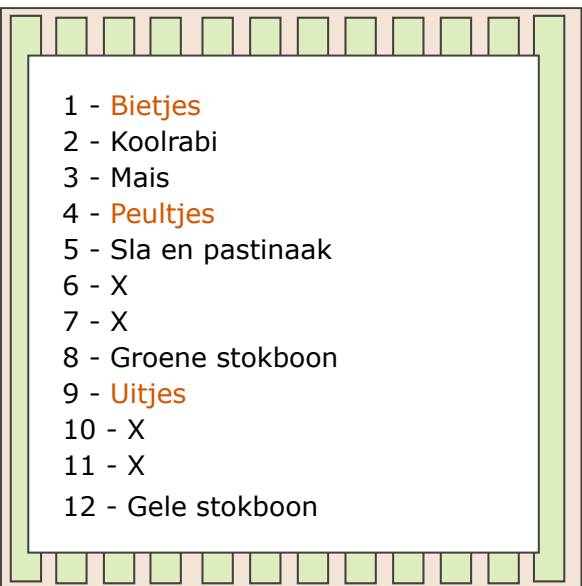 1 - Bietjes
2 - Koolrabi
3 - Mais
4 - Peultjes
5 - Sla en pastinaak
6 - X
7 - X
8 - Groene stokboon
9 - Uitjes
10 - X
11 - X
12 - Gele stokboon